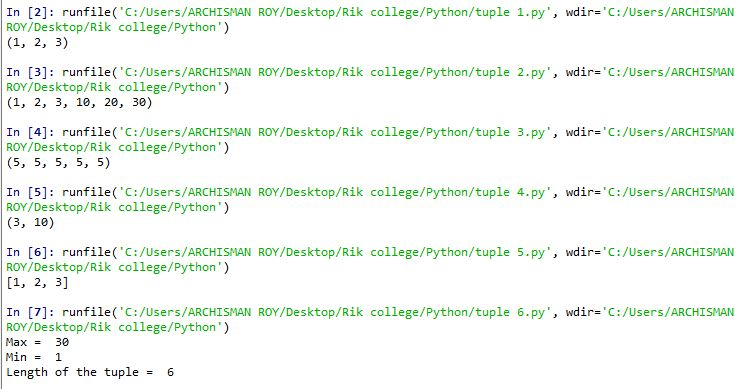 In [2]: runfile('C:/Users/ARCHISMAN ROY/Desktop/Rik college/Python/tuple 1.py', wdir='C:/Users/ARCHISMAN
ROY/Desktop/Rik college/Python')
(1, 2, 3)
In [3]: runfile('C:/Users/ARCHISMAN ROY/Desktop/Rik college/Python/tuple 2.py', wdir='C:/Users/ARCHISMAN
ROY/Desktop/Rik college/Python')
(1, 2, 3, 10, 20, 30)
In [4]: runfile('C:/Users/ARCHISMAN ROY/Desktop/Rik college/Python/tuple 3.py', wdir='C:/Users/ARCHISMAN
ROY/Desktop/Rik college/Python')
(5, 5, 5, 5, 5)
In [5]: runfile('C:/Users/ARCHISMAN ROY/Desktop/Rik college/Python/tuple 4.py', wdir='C:/Users/ARCHISMAN
ROY/Desktop/Rik college/Python')
(3, 10)
In [6]: runfile('C:/Users/ARCHISMAN ROY/Desktop/Rik college/Python/tuple 5.py', wdir='C:/Users/ARCHISMAN
ROY/Desktop/Rik college/Python')
[1, 2, 3]
In [7]: runfile('C:/Users/ARCHISMAN ROY/Desktop/Rik college/Python/tuple 6.py', wdir='C:/Users/ARCHISMAN
ROY/Desktop/Rik college/Python')
Max =  30
Min =  1
Length of the tuple =  6